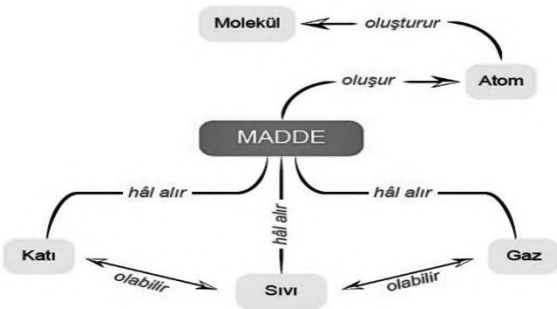 Molekül
oluşturur
oluşur
Atom
MADDE
hâl alır
hâl alır
hâl alır
Katı
olabilir
Sıvı
olabilir
Gaz